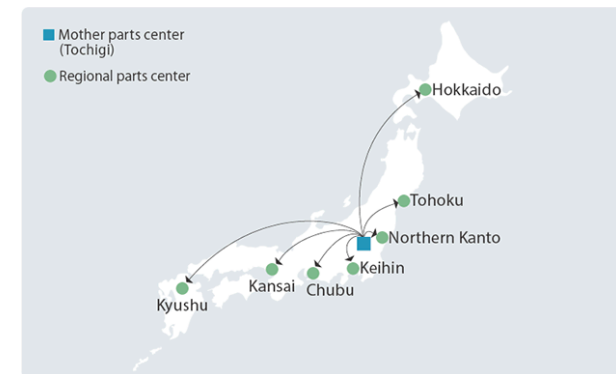 Mother parts center
(Tochigi)
Regional parts center
Hokkaido
Tohoku
Northern Kanto
Keihin
Kansai
Chubu
Kyushu